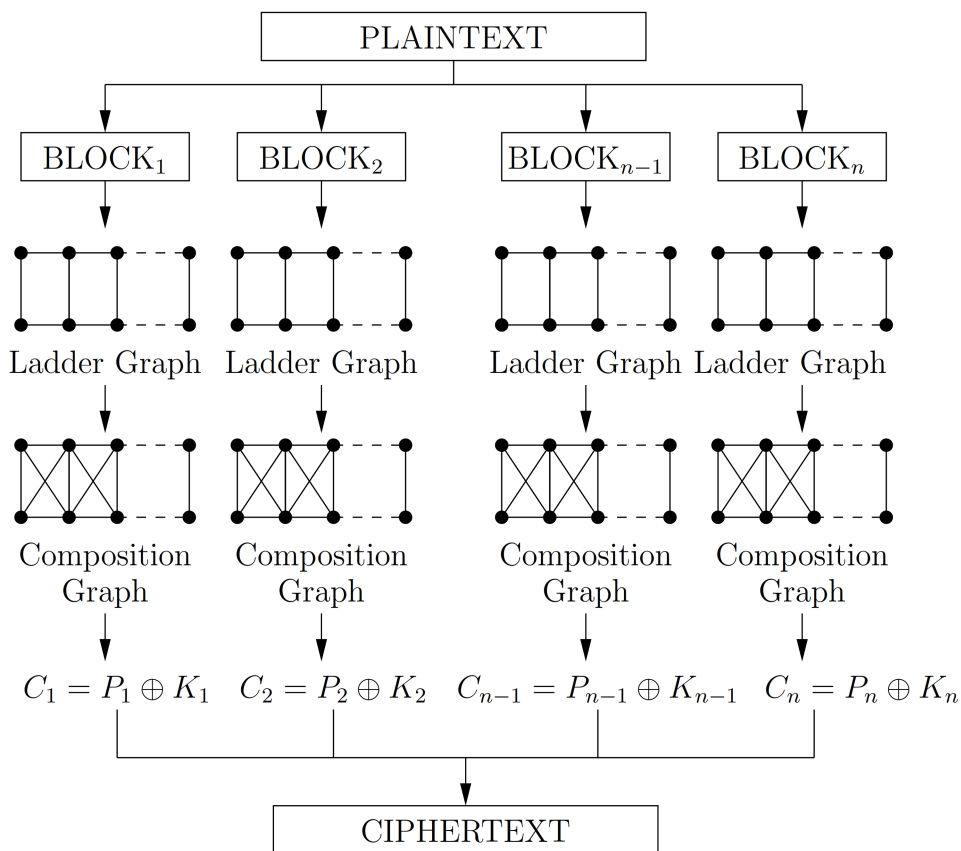 PLAINTEXT
BLOCK₁ BLOCK₂ BLOCKₙ₋₁ BLOCKₙ
Ladder Graph Ladder Graph Ladder Graph Ladder Graph
Composition Composition Composition Composition
Graph Graph Graph Graph
C₁ = P₁ ⊕ K₁ C₂ = P₂ ⊕ K₂ Cₙ₋₁ = Pₙ₋₁ ⊕ Kₙ₋₁ Cₙ = Pₙ ⊕ Kₙ
CIPHERTEXT